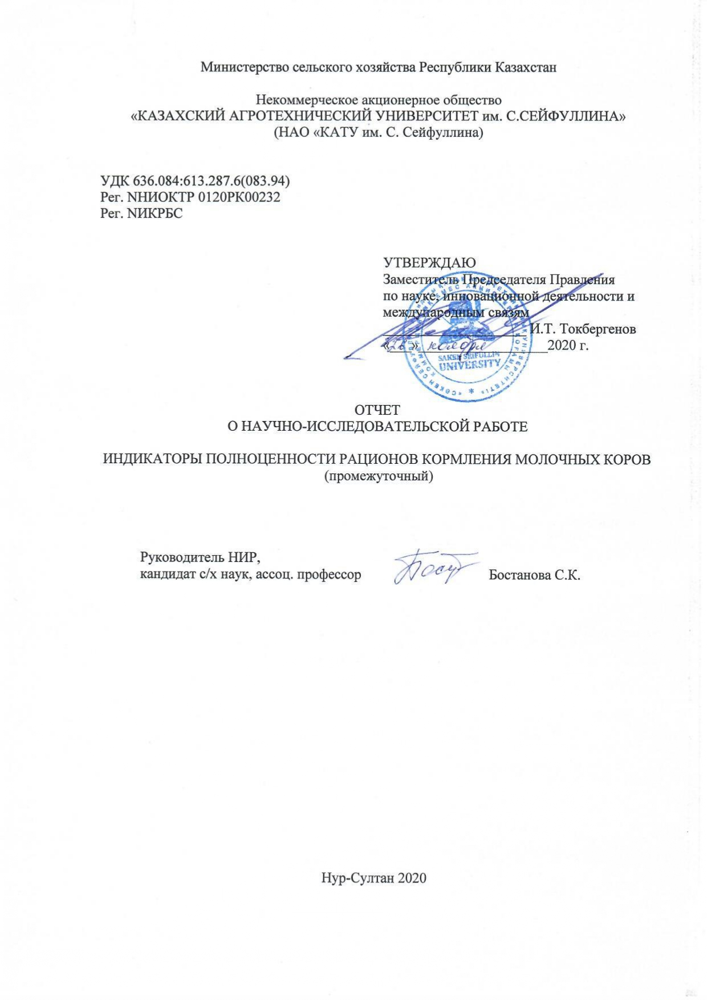 Министерство сельского хозяйства Республики Казахстан
Некоммерческое акционерное общество
«КАЗАХСКИЙ АГРОТЕХНИЧЕСКИЙ УНИВЕРСИТЕТ им. С.СЕЙФУЛЛИНА»
(НАО «КАТУ им. С. Сейфуллина)
УДК 636.084:613.287.6(083.94)
Рег. NНИОКТР 0120РК00232
Рег. NИКРБС
УТВЕРЖДАЮ
Заместитель Председателя Правления
по науке, инновационной деятельности и
международным связям
И.Т. Токбергенов
« » ноября 2020 г.
SAKEN SEIFULLIN
UNIVERSITY
ОТЧЕТ
О НАУЧНО-ИССЛЕДОВАТЕЛЬСКОЙ РАБОТЕ
ИНДИКАТОРЫ ПОЛНОЦЕННОСТИ РАЦИОНОВ КОРМЛЕНИЯ МОЛОЧНЫХ КОРОВ
(промежуточный)
Руководитель НИР,
кандидат с/х наук, ассоц. профессор Бостанова С.К.
Нур-Султан 2020